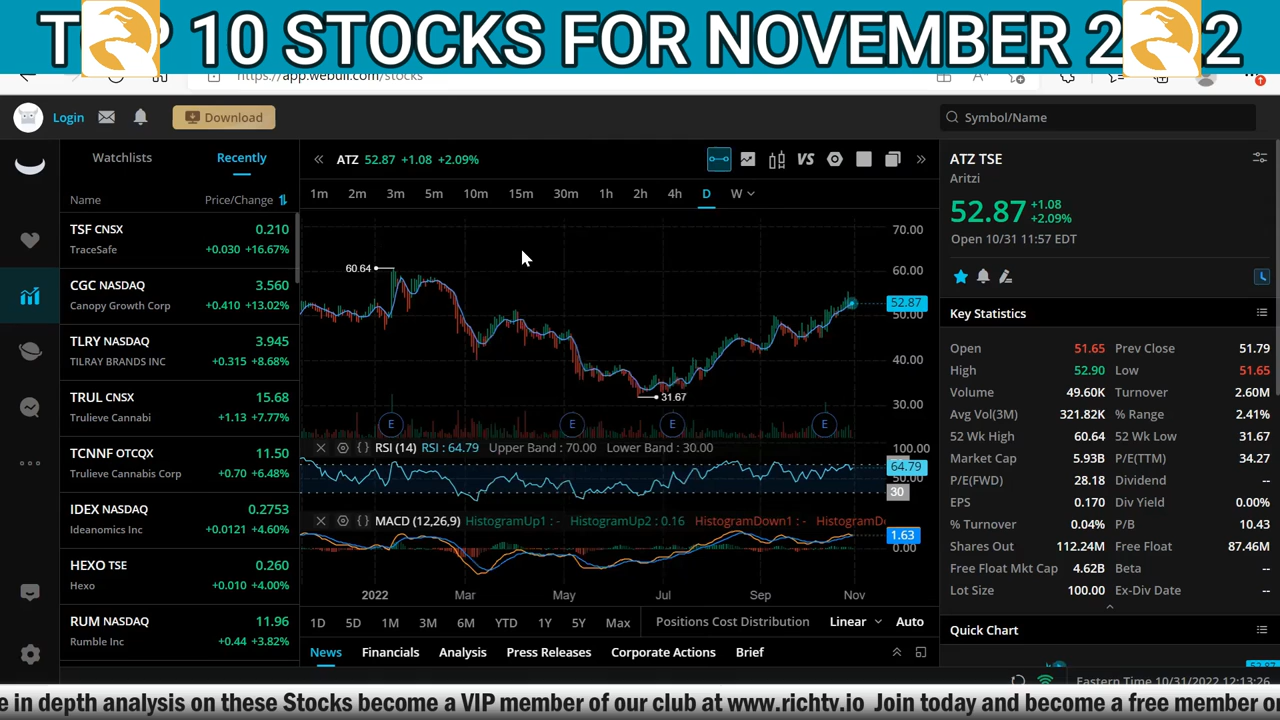 TOP 10 STOCKS FOR NOVEMBER 2022
https://app.webull.com/stocks
Login
Download
Symbol/Name
Watchlists
Recently
Name
Price/Change
TSF CNSX 0.210
TraceSafe +0.030 +16.67%
CGC NASDAQ 3.560
Canopy Growth Corp +0.410 +13.02%
TLRY NASDAQ 3.945
TILRAY BRANDS INC +0.315 +8.68%
TRUL CNSX 15.68
Trulieve Cannabi +1.13 +7.77%
TCNNF OTCQX 11.50
Trulieve Cannabis Corp +0.70 +6.48%
IDEX NASDAQ 0.2753
Ideanomics Inc +0.0121 +4.60%
HEXO TSE 0.260
Hexo +0.010 +4.00%
RUM NASDAQ 11.96
Rumble Inc +0.44 +3.82%
ATZ 52.87 +1.08 +2.09%
VS
1m 2m 3m 5m 10m 15m 30m 1h 2h 4h D W
70.00
60.64
60.00
52.87
50.00
40.00
31.67
30.00
E E E E
RSI (14) RSI : 64.79 Upper Band : 70.00 Lower Band : 30.00
100.00
64.79
50.00
30
MACD (12,26,9) HistogramUp1 : - HistogramUp2 : 0.16 HistogramDown1 : - HistogramD
1.63
0.00
2022 Mar May Jul Sep Nov
1D 5D 1M 3M 6M YTD 1Y 5Y Max Positions Cost Distribution Linear Auto
News Financials Analysis Press Releases Corporate Actions Brief
ATZ TSE
Aritzi
52.87 +1.08
+2.09%
Open 10/31 11:57 EDT
Key Statistics
Open 51.65 Prev Close 51.79
High 52.90 Low 51.65
Volume 49.60K Turnover 2.60M
Avg Vol(3M) 321.82K % Range 2.41%
52 Wk High 60.64 52 Wk Low 31.67
Market Cap 5.93B P/E(TTM) 34.27
P/E(FWD) 28.18 Dividend --
EPS 0.170 Div Yield 0.00%
% Turnover 0.04% P/B 10.43
Shares Out 112.24M Free Float 87.46M
Free Float Mkt Cap 4.62B Beta --
Lot Size 100.00 Ex-Div Date --
Quick Chart
Eastern Time 10/31/2022 12:13:26
e in depth analysis on these Stocks become a VIP member of our club at www.richtv.io Join today and become a free member o